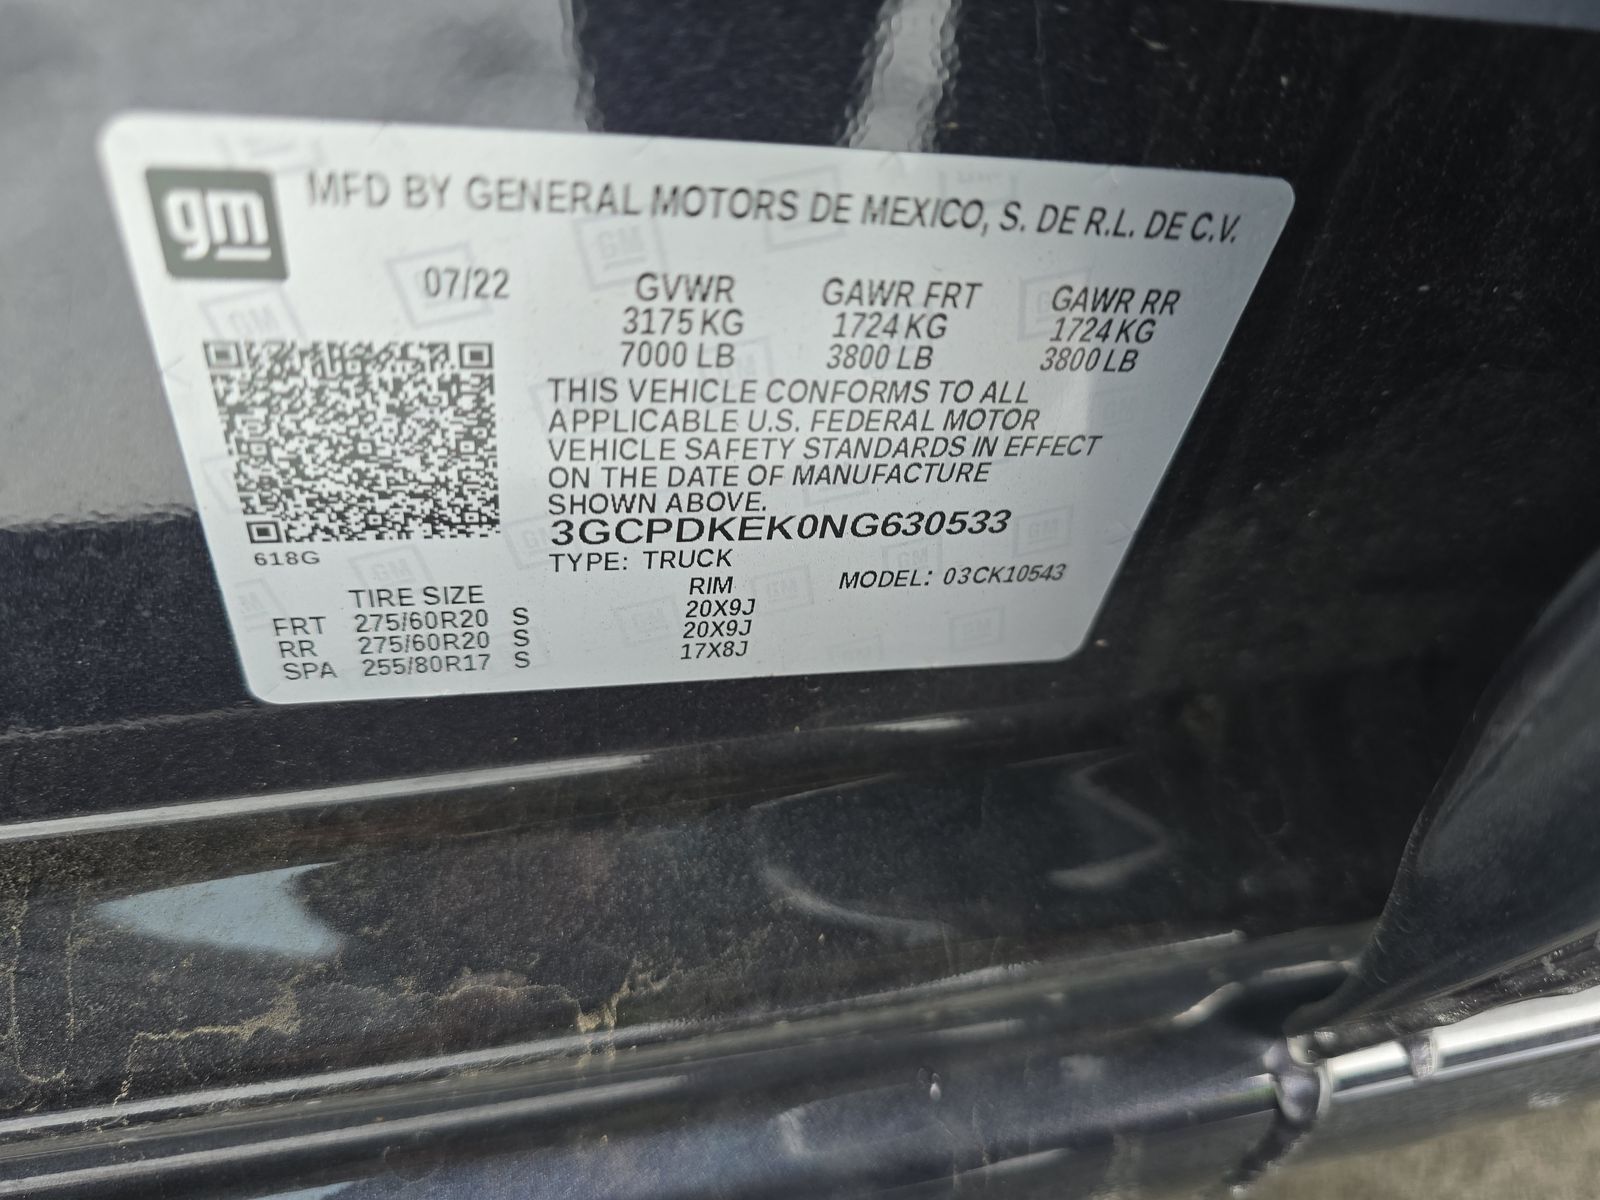 gm
MFD BY GENERAL MOTORS DE MEXICO, S. DE R.L. DE C.V.
07/22 GVWR GAWR FRT GAWR RR
3175 KG 1724 KG 1724 KG
7000 LB 3800 LB 3800 LB
THIS VEHICLE CONFORMS TO ALL
APPLICABLE U.S. FEDERAL MOTOR
VEHICLE SAFETY STANDARDS IN EFFECT
ON THE DATE OF MANUFACTURE
SHOWN ABOVE.
3GCPDKEK0NG630533
618G
TYPE: TRUCK
MODEL: 03CK10543
TIRE SIZE RIM
FRT 275/60R20 S 20X9J
RR 275/60R20 S 20X9J
SPA 255/80R17 S 17X8J